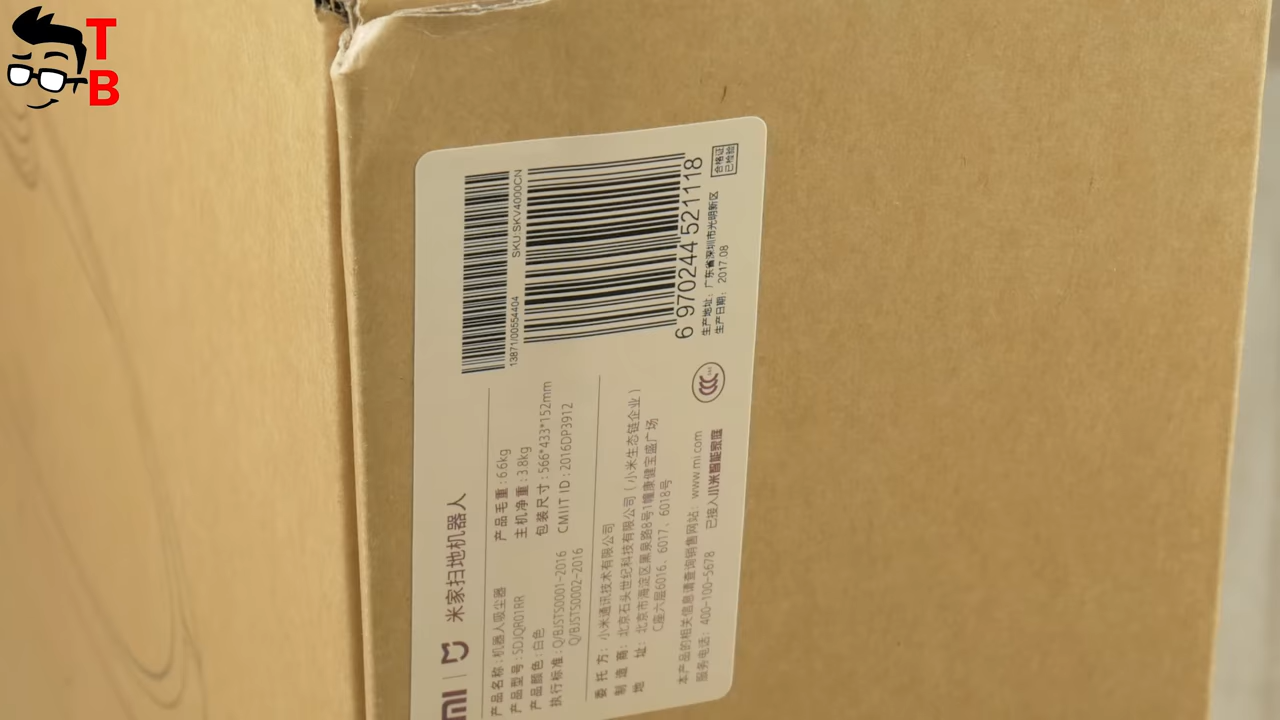 TB
mi 米家扫地机器人
产品名称：机器人吸尘器
产品型号：SDJQR01RR
产品颜色：白色
执行标准：Q/BJSTS0001-2016
Q/BJSTS0002-2016
产品毛重：6.6kg
主机净重：3.8kg
包装尺寸：566*433*152mm
CMIIT ID：2016DP3912
委 托 方：小米通讯技术有限公司
制 造 商：北京石头世纪科技有限公司（小米生态链企业）
地 址：北京市海淀区黑泉路8号1幢康健宝盛广场
C座六层6016、6017、6018号
本产品的相关信息请查询销售网站：www.mi.com
服务电话：400-100-5678 已接入小米智能家庭
13871/00554404 SKU:SKV4000CN
6 970244 521118
生产地址：广东省深圳市光明新区
生产日期：2017.08
合格证
已检验
CCC